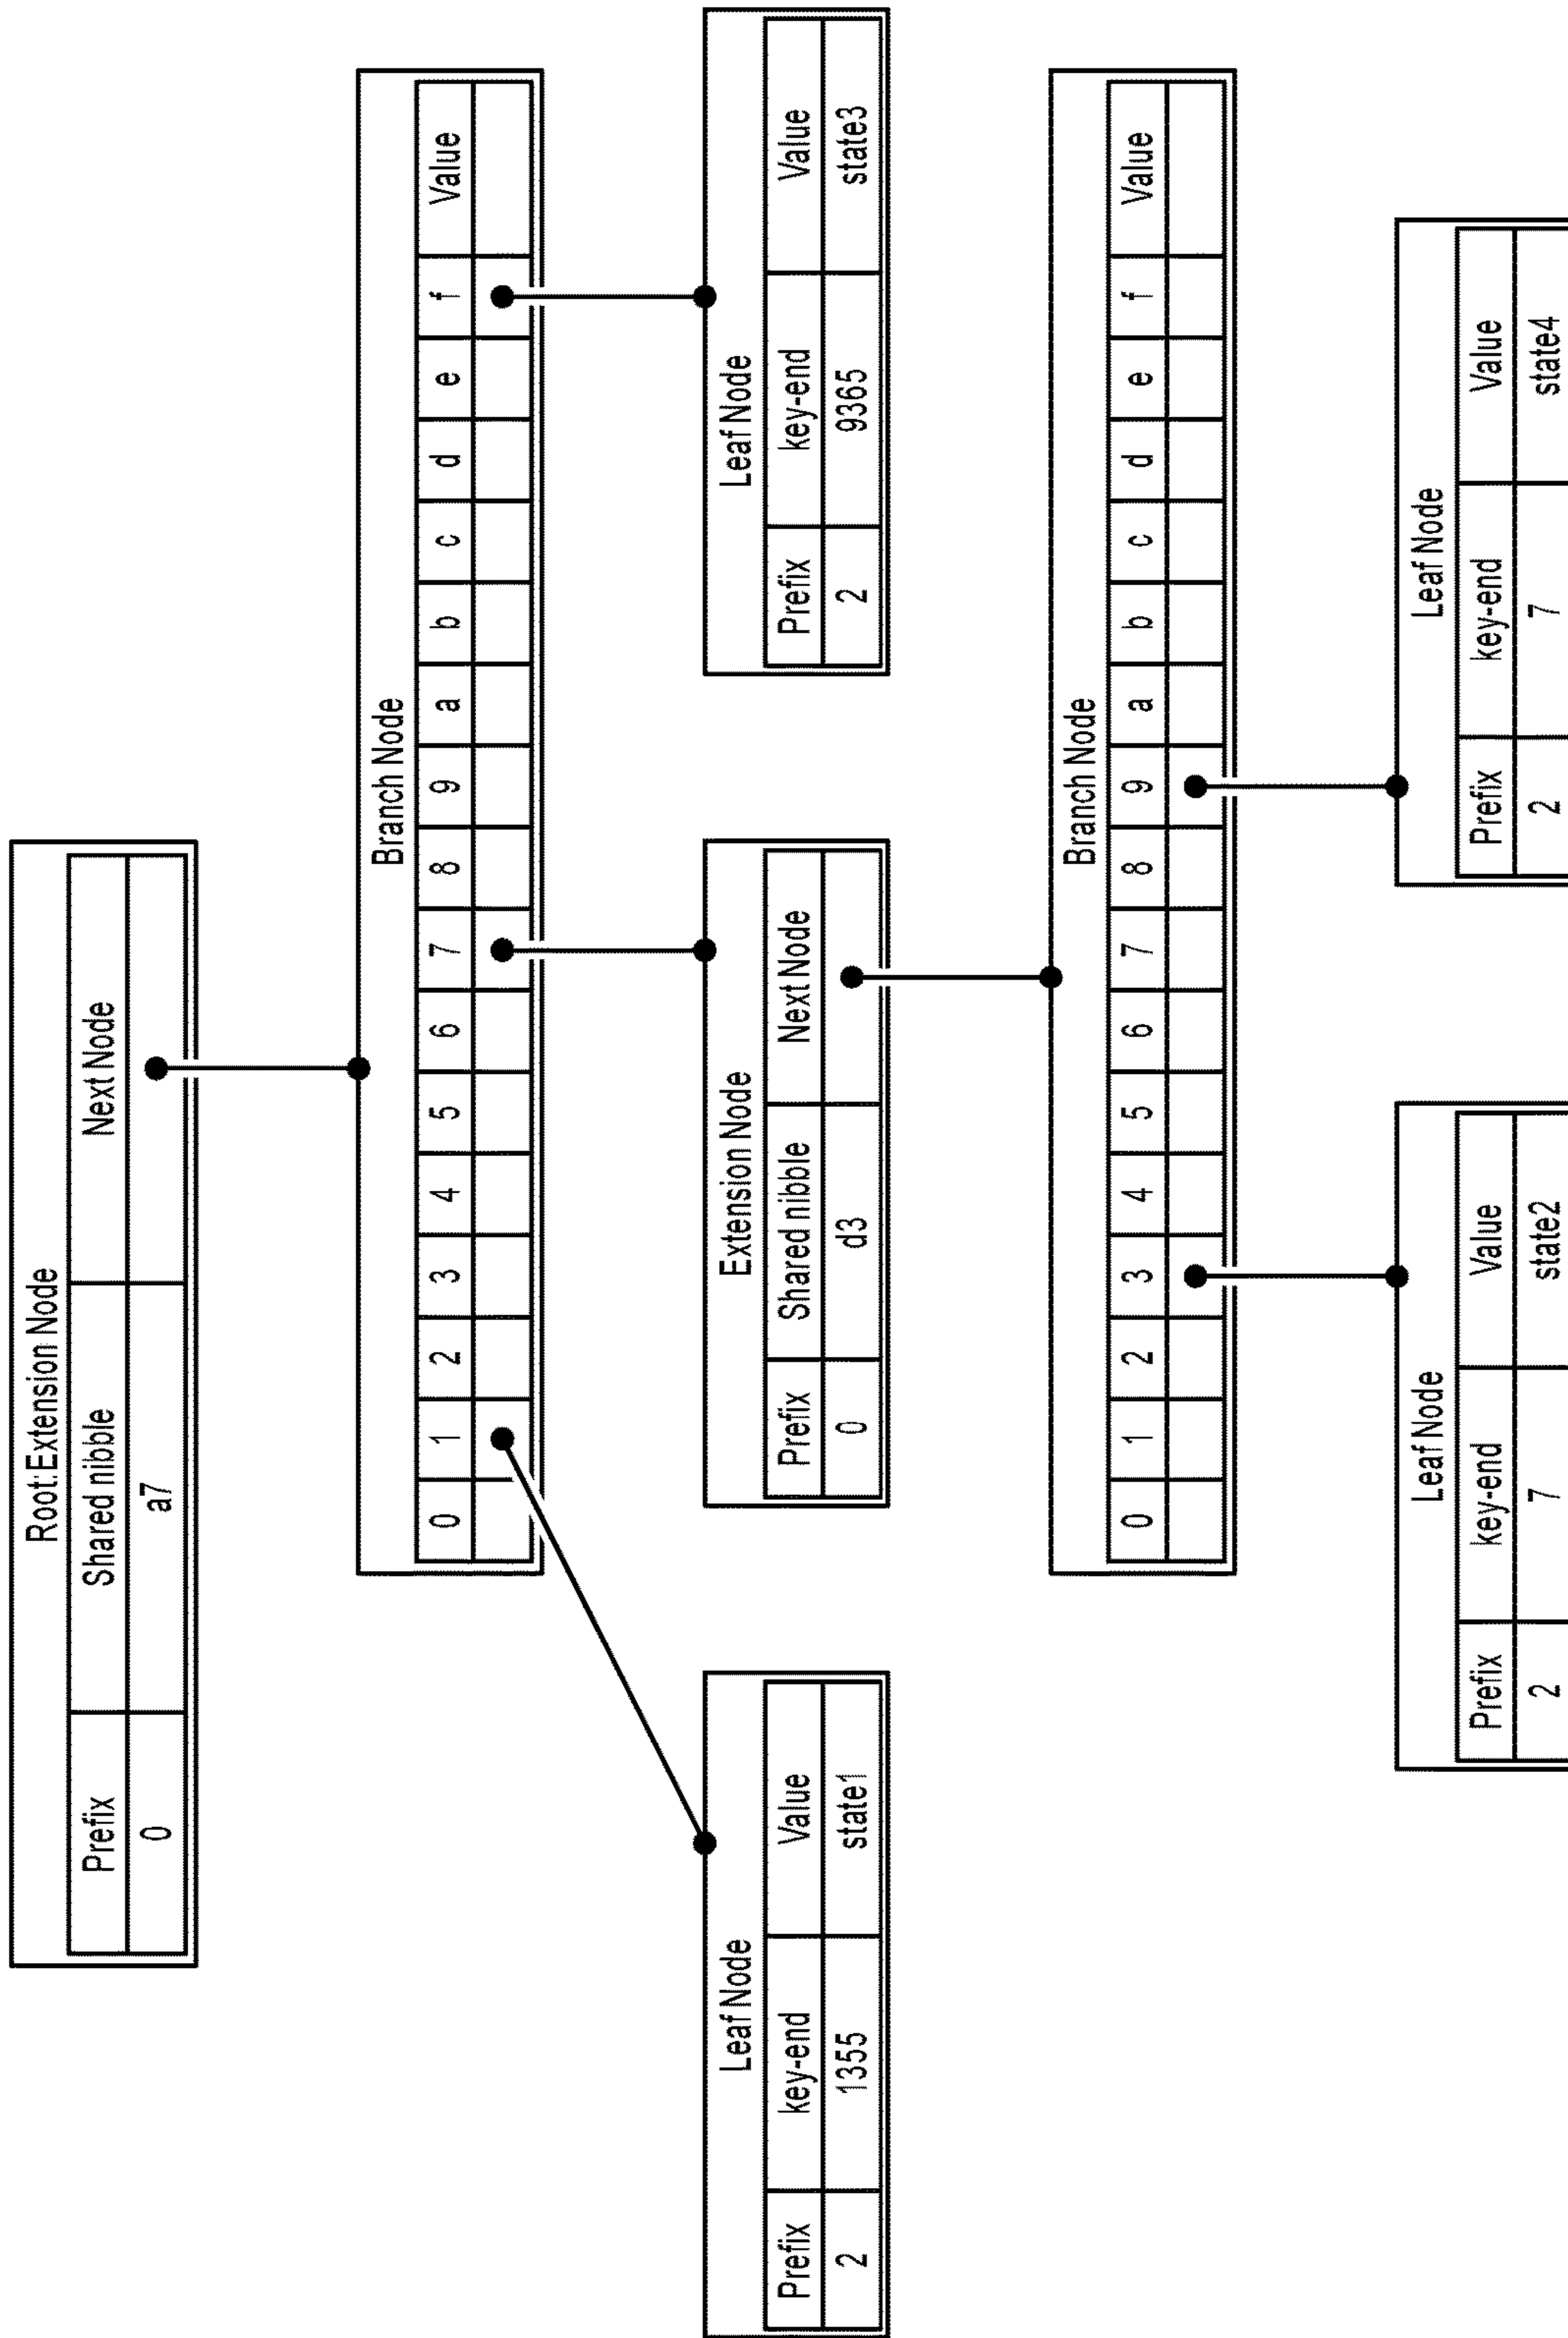 Root:Extension Node
Prefix Shared nibble Next Node
0 a7
Branch Node
0 1 2 3 4 5 6 7 8 9 a b c d e f Value
Leaf Node
Prefix key-end Value
2 1355 state1
Extension Node
Prefix Shared nibble Next Node
0 d3
Leaf Node
Prefix key-end Value
2 9365 state3
Branch Node
0 1 2 3 4 5 6 7 8 9 a b c d e f Value
Leaf Node
Prefix key-end Value
2 7 state2
Leaf Node
Prefix key-end Value
2 7 state4